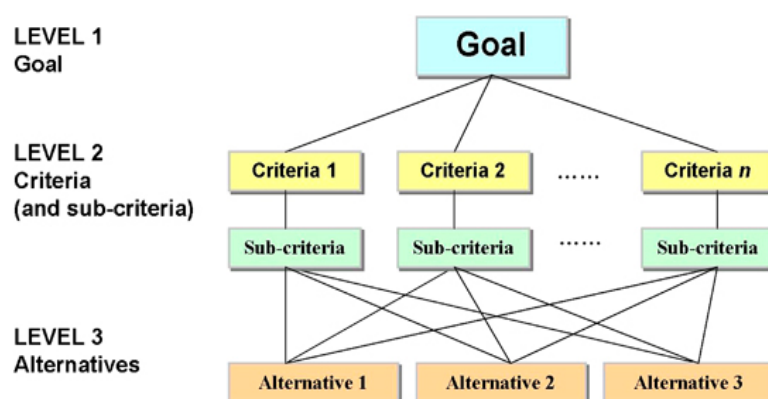 LEVEL 1
Goal
Goal
LEVEL 2
Criteria
(and sub-criteria)
Criteria 1
Criteria 2
......
Criteria n
Sub-criteria
Sub-criteria
......
Sub-criteria
LEVEL 3
Alternatives
Alternative 1
Alternative 2
Alternative 3